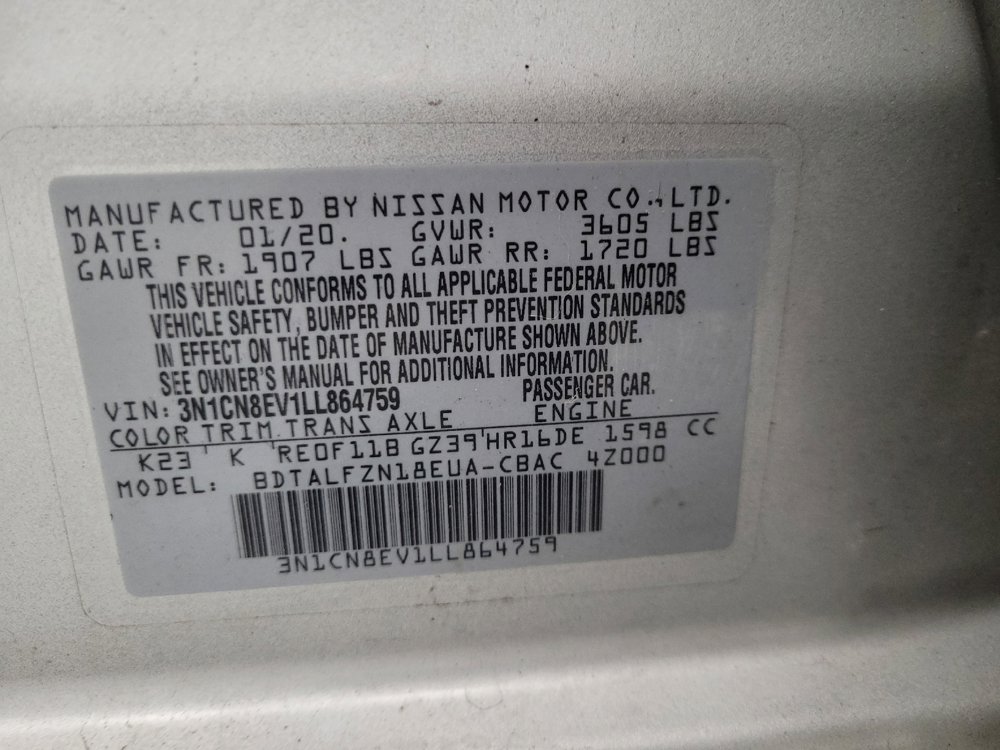 MANUFACTURED BY NISSAN MOTOR CO.,LTD.
DATE: 01/20. GVWR: 3605 LBS
GAWR FR: 1907 LBS GAWR RR: 1720 LBS
THIS VEHICLE CONFORMS TO ALL APPLICABLE FEDERAL MOTOR
VEHICLE SAFETY, BUMPER AND THEFT PREVENTION STANDARDS
IN EFFECT ON THE DATE OF MANUFACTURE SHOWN ABOVE.
SEE OWNER'S MANUAL FOR ADDITIONAL INFORMATION.
VIN: 3N1CN8EV1LL864759 PASSENGER CAR.
COLOR TRIM TRANS AXLE ENGINE
K23 K RE0F11B GZ39 HR16DE 1598 CC
MODEL: BDTALFZN18EUA-CBAC 4Z000
3N1CN8EV1LL864759